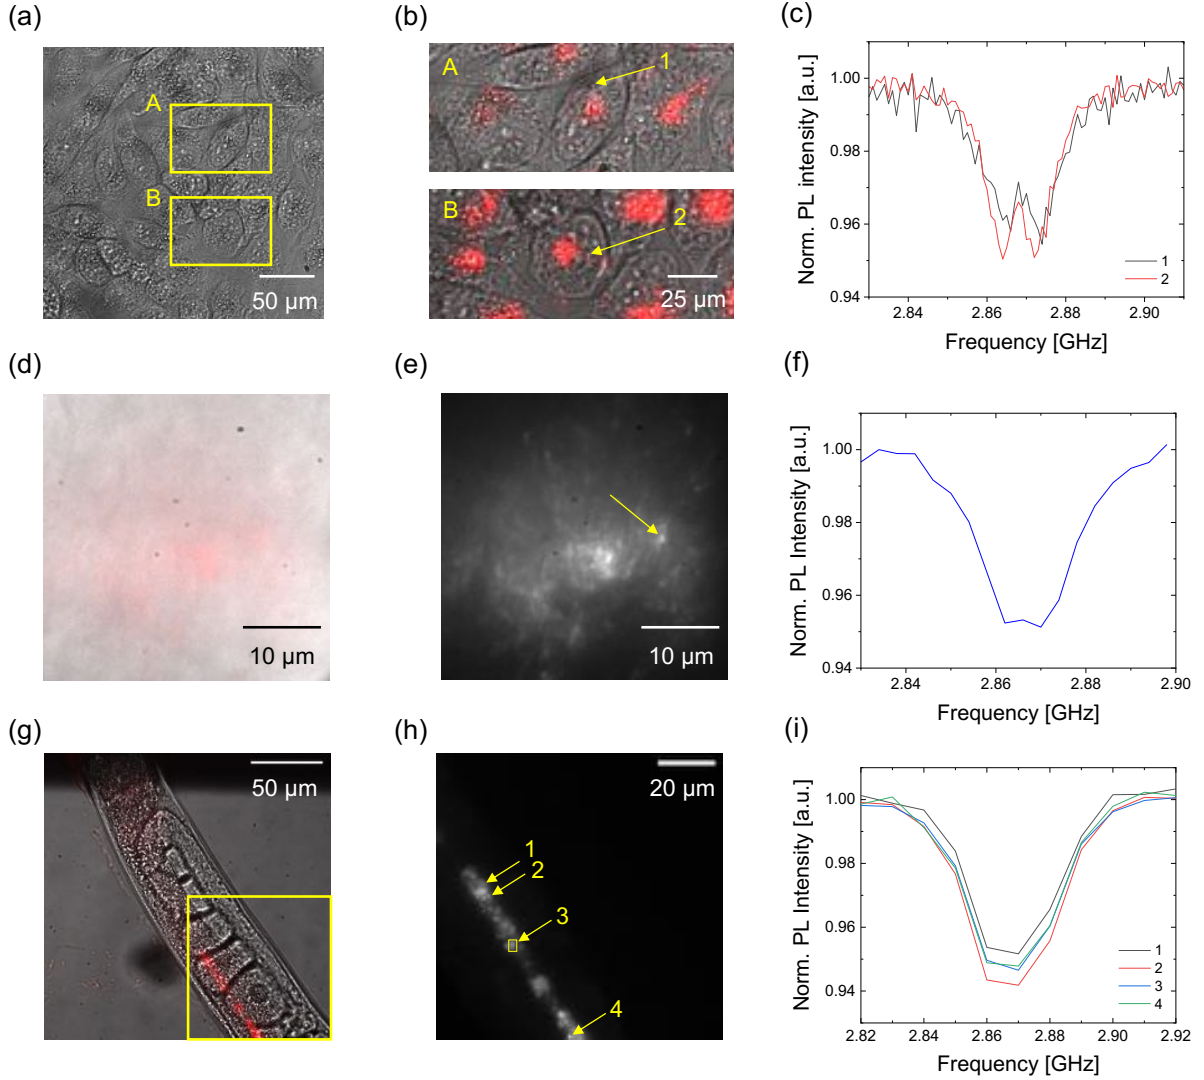 (a)
A
B
50 μm
(b)
A
1
B
2
25 μm
(c)
Norm. PL intensity [a.u.]
1.00
0.98
0.96
0.94
1
2
2.84 2.86 2.88 2.90
Frequency [GHz]
(d)
10 μm
(e)
10 μm
(f)
Norm. PL Intensity [a.u.]
1.00
0.98
0.96
0.94
2.84 2.86 2.88 2.90
Frequency [GHz]
(g)
50 μm
(h)
20 μm
1
2
3
4
(i)
Norm. PL Intensity [a.u.]
1.00
0.98
0.96
0.94
1
2
3
4
2.82 2.84 2.86 2.88 2.90 2.92
Frequency [GHz]